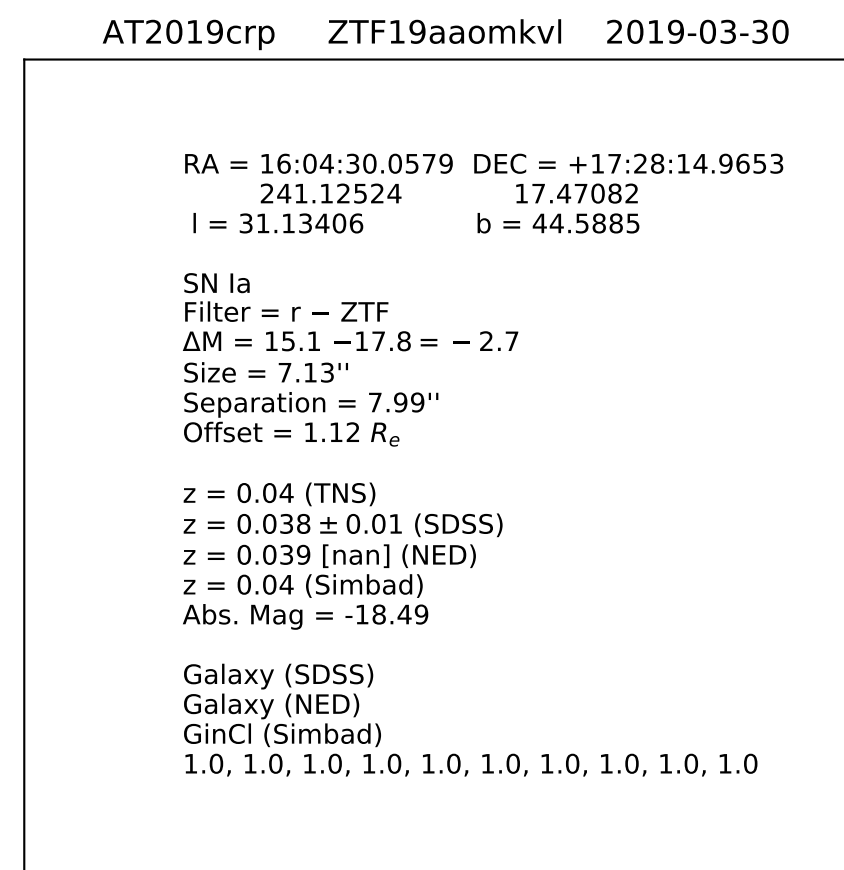 AT2019crp ZTF19aaomkvl 2019-03-30
RA = 16:04:30.0579 DEC = +17:28:14.9653
241.12524 17.47082
l = 31.13406 b = 44.5885
SN Ia
Filter = r − ZTF
ΔM = 15.1 −17.8 = − 2.7
Size = 7.13''
Separation = 7.99''
Offset = 1.12 Re
z = 0.04 (TNS)
z = 0.038 ± 0.01 (SDSS)
z = 0.039 [nan] (NED)
z = 0.04 (Simbad)
Abs. Mag = -18.49
Galaxy (SDSS)
Galaxy (NED)
GinCl (Simbad)
1.0, 1.0, 1.0, 1.0, 1.0, 1.0, 1.0, 1.0, 1.0, 1.0